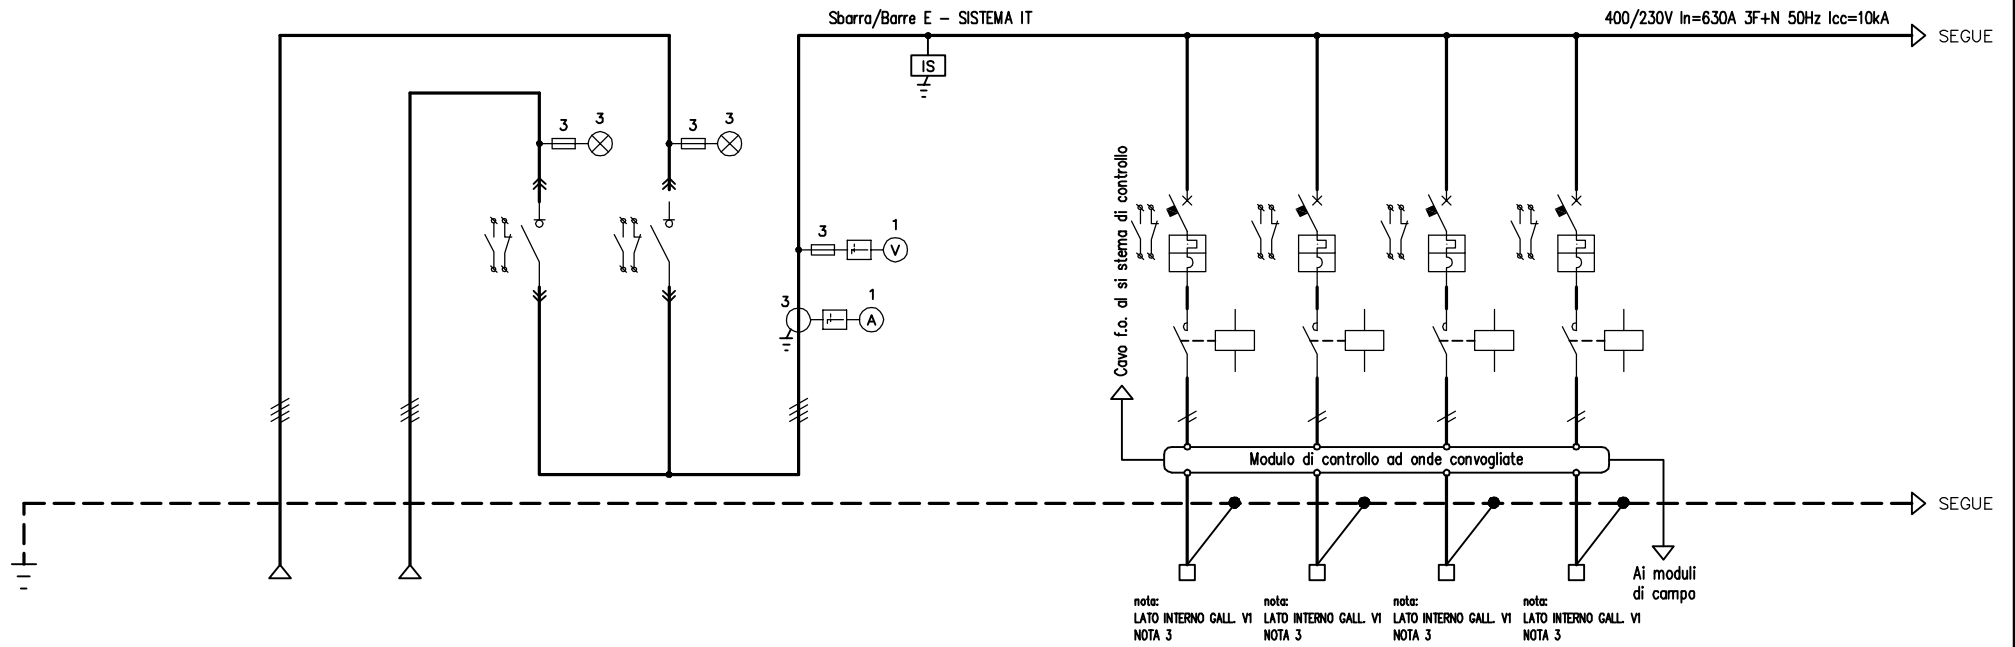 Sbarra/Barre E - SISTEMA IT
400/230V In=630A 3F+N 50Hz Icc=10kA
SEGUE
IS
3 3
3 3
3 1
V
3 1
A
Cavo f.o. al si stema di controllo
Modulo di controllo ad onde convogliate
SEGUE
Ai moduli
di campo
nota:
LATO INTERNO GALL. V1
NOTA 3
nota:
LATO INTERNO GALL. V1
NOTA 3
nota:
LATO INTERNO GALL. V1
NOTA 3
nota:
LATO INTERNO GALL. V1
NOTA 3